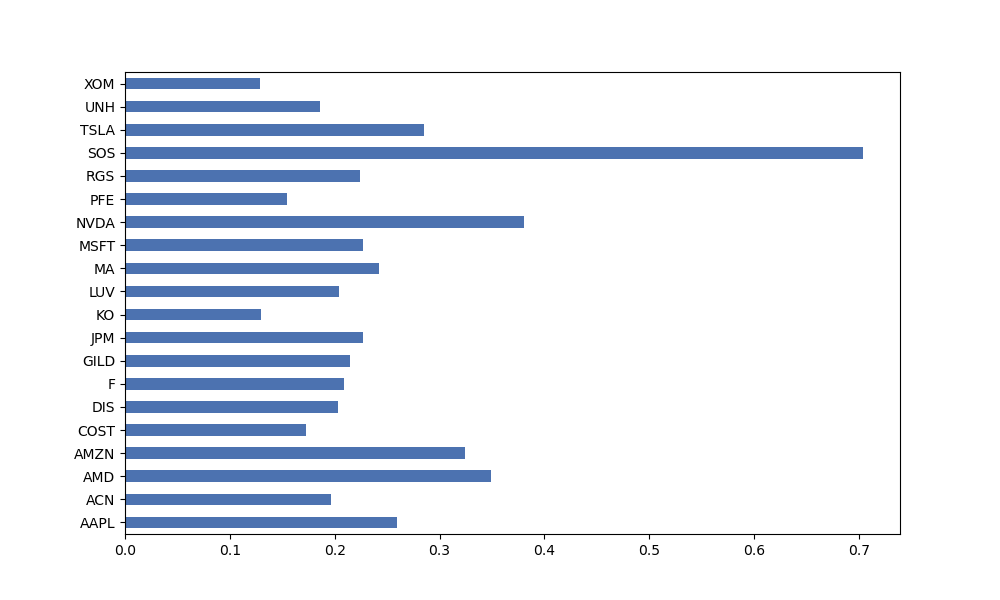 XOM
UNH
TSLA
SOS
RGS
PFE
NVDA
MSFT
MA
LUV
KO
JPM
GILD
F
DIS
COST
AMZN
AMD
ACN
AAPL
0.0 0.1 0.2 0.3 0.4 0.5 0.6 0.7